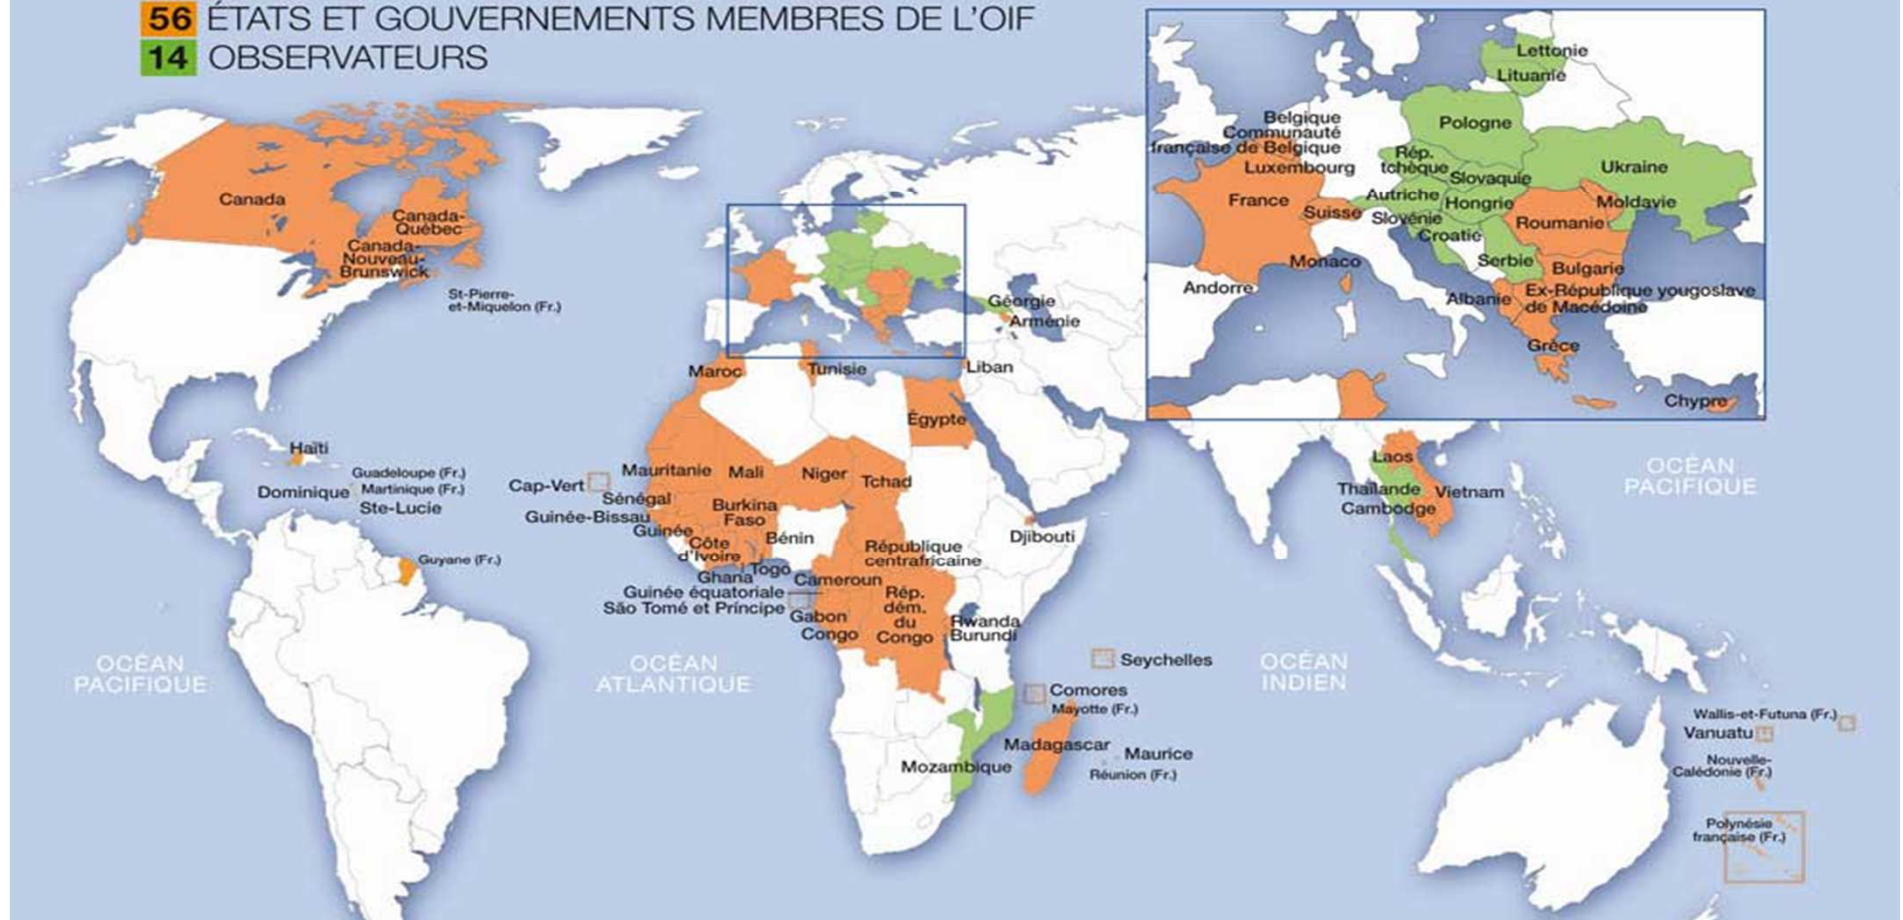 56 ÉTATS ET GOUVERNEMENTS MEMBRES DE L'OIF
14 OBSERVATEURS
Canada
Canada-
Québec
Canada-
Nouveau-
Brunswick
St-Pierre-
et-Miquelon (Fr.)
Haïti
Guadeloupe (Fr.)
Dominique
Martinique (Fr.)
Ste-Lucie
Guyane (Fr.)
OCÉAN
PACIFIQUE
OCÉAN
ATLANTIQUE
Géorgie
Arménie
Maroc
Tunisie
Liban
Égypte
Cap-Vert
Mauritanie
Mali
Niger
Tchad
Sénégal
Guinée-Bissau
Burkina
Faso
Guinée
Côte
d'Ivoire
Bénin
Ghana
Togo
Cameroun
République
centrafricaine
Djibouti
Guinée équatoriale
São Tomé et Príncipe
Gabon
Congo
Rép.
dém.
du
Congo
Rwanda
Burundi
Seychelles
Comores
Mayotte (Fr.)
Madagascar
Maurice
Réunion (Fr.)
Mozambique
OCÉAN
INDIEN
Lettonie
Lituanie
Belgique
Communauté
française de Belgique
Luxembourg
Pologne
Rép.
tchèque
Slovaquie
Ukraine
France
Suisse
Autriche
Hongrie
Moldavie
Slovénie
Roumanie
Croatie
Monaco
Serbie
Bulgarie
Andorre
Albanie
Ex-République yougoslave
de Macédoine
Grèce
Chypre
Laos
Thaïlande
Vietnam
Cambodge
OCÉAN
PACIFIQUE
Wallis-et-Futuna (Fr.)
Vanuatu
Nouvelle-
Calédonie (Fr.)
Polynésie
française (Fr.)